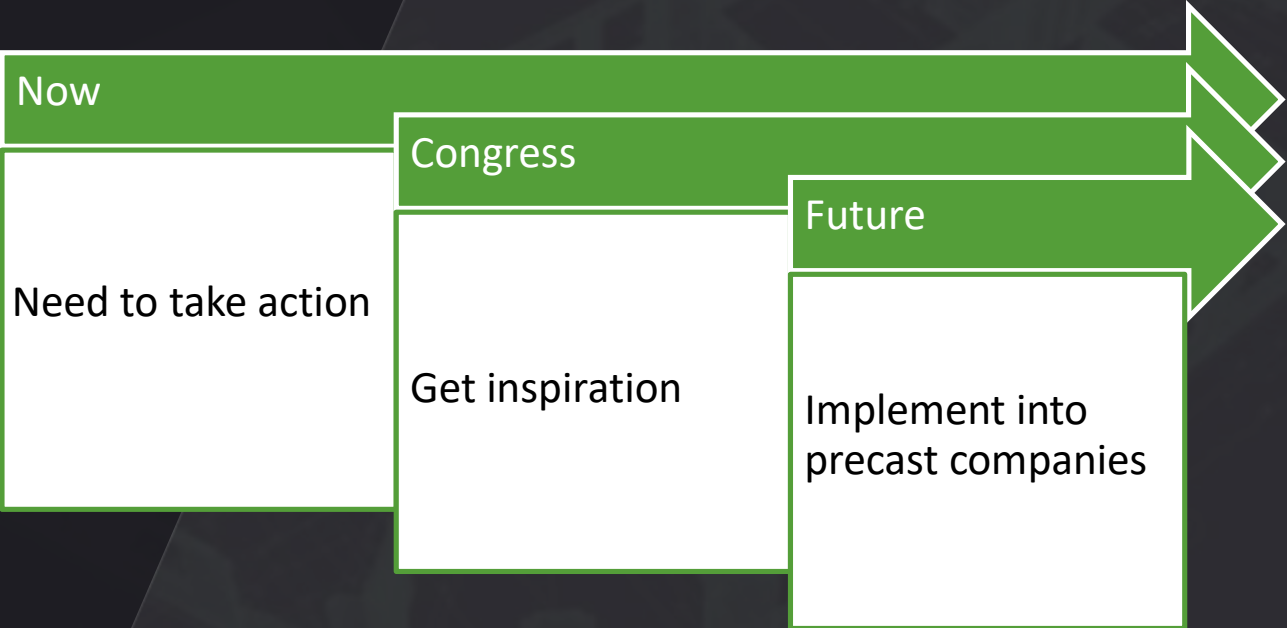 Now
Need to take action
Congress
Get inspiration
Future
Implement into
precast companies